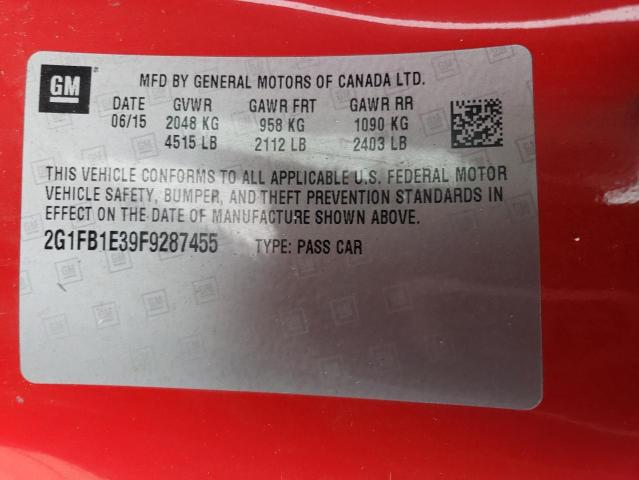 GM
MFD BY GENERAL MOTORS OF CANADA LTD.
DATE GVWR GAWR FRT GAWR RR
06/15 2048 KG 958 KG 1090 KG
4515 LB 2112 LB 2403 LB
THIS VEHICLE CONFORMS TO ALL APPLICABLE U.S. FEDERAL MOTOR
VEHICLE SAFETY, BUMPER, AND THEFT PREVENTION STANDARDS IN
EFFECT ON THE DATE OF MANUFACTURE SHOWN ABOVE.
2G1FB1E39F9287455 TYPE: PASS CAR